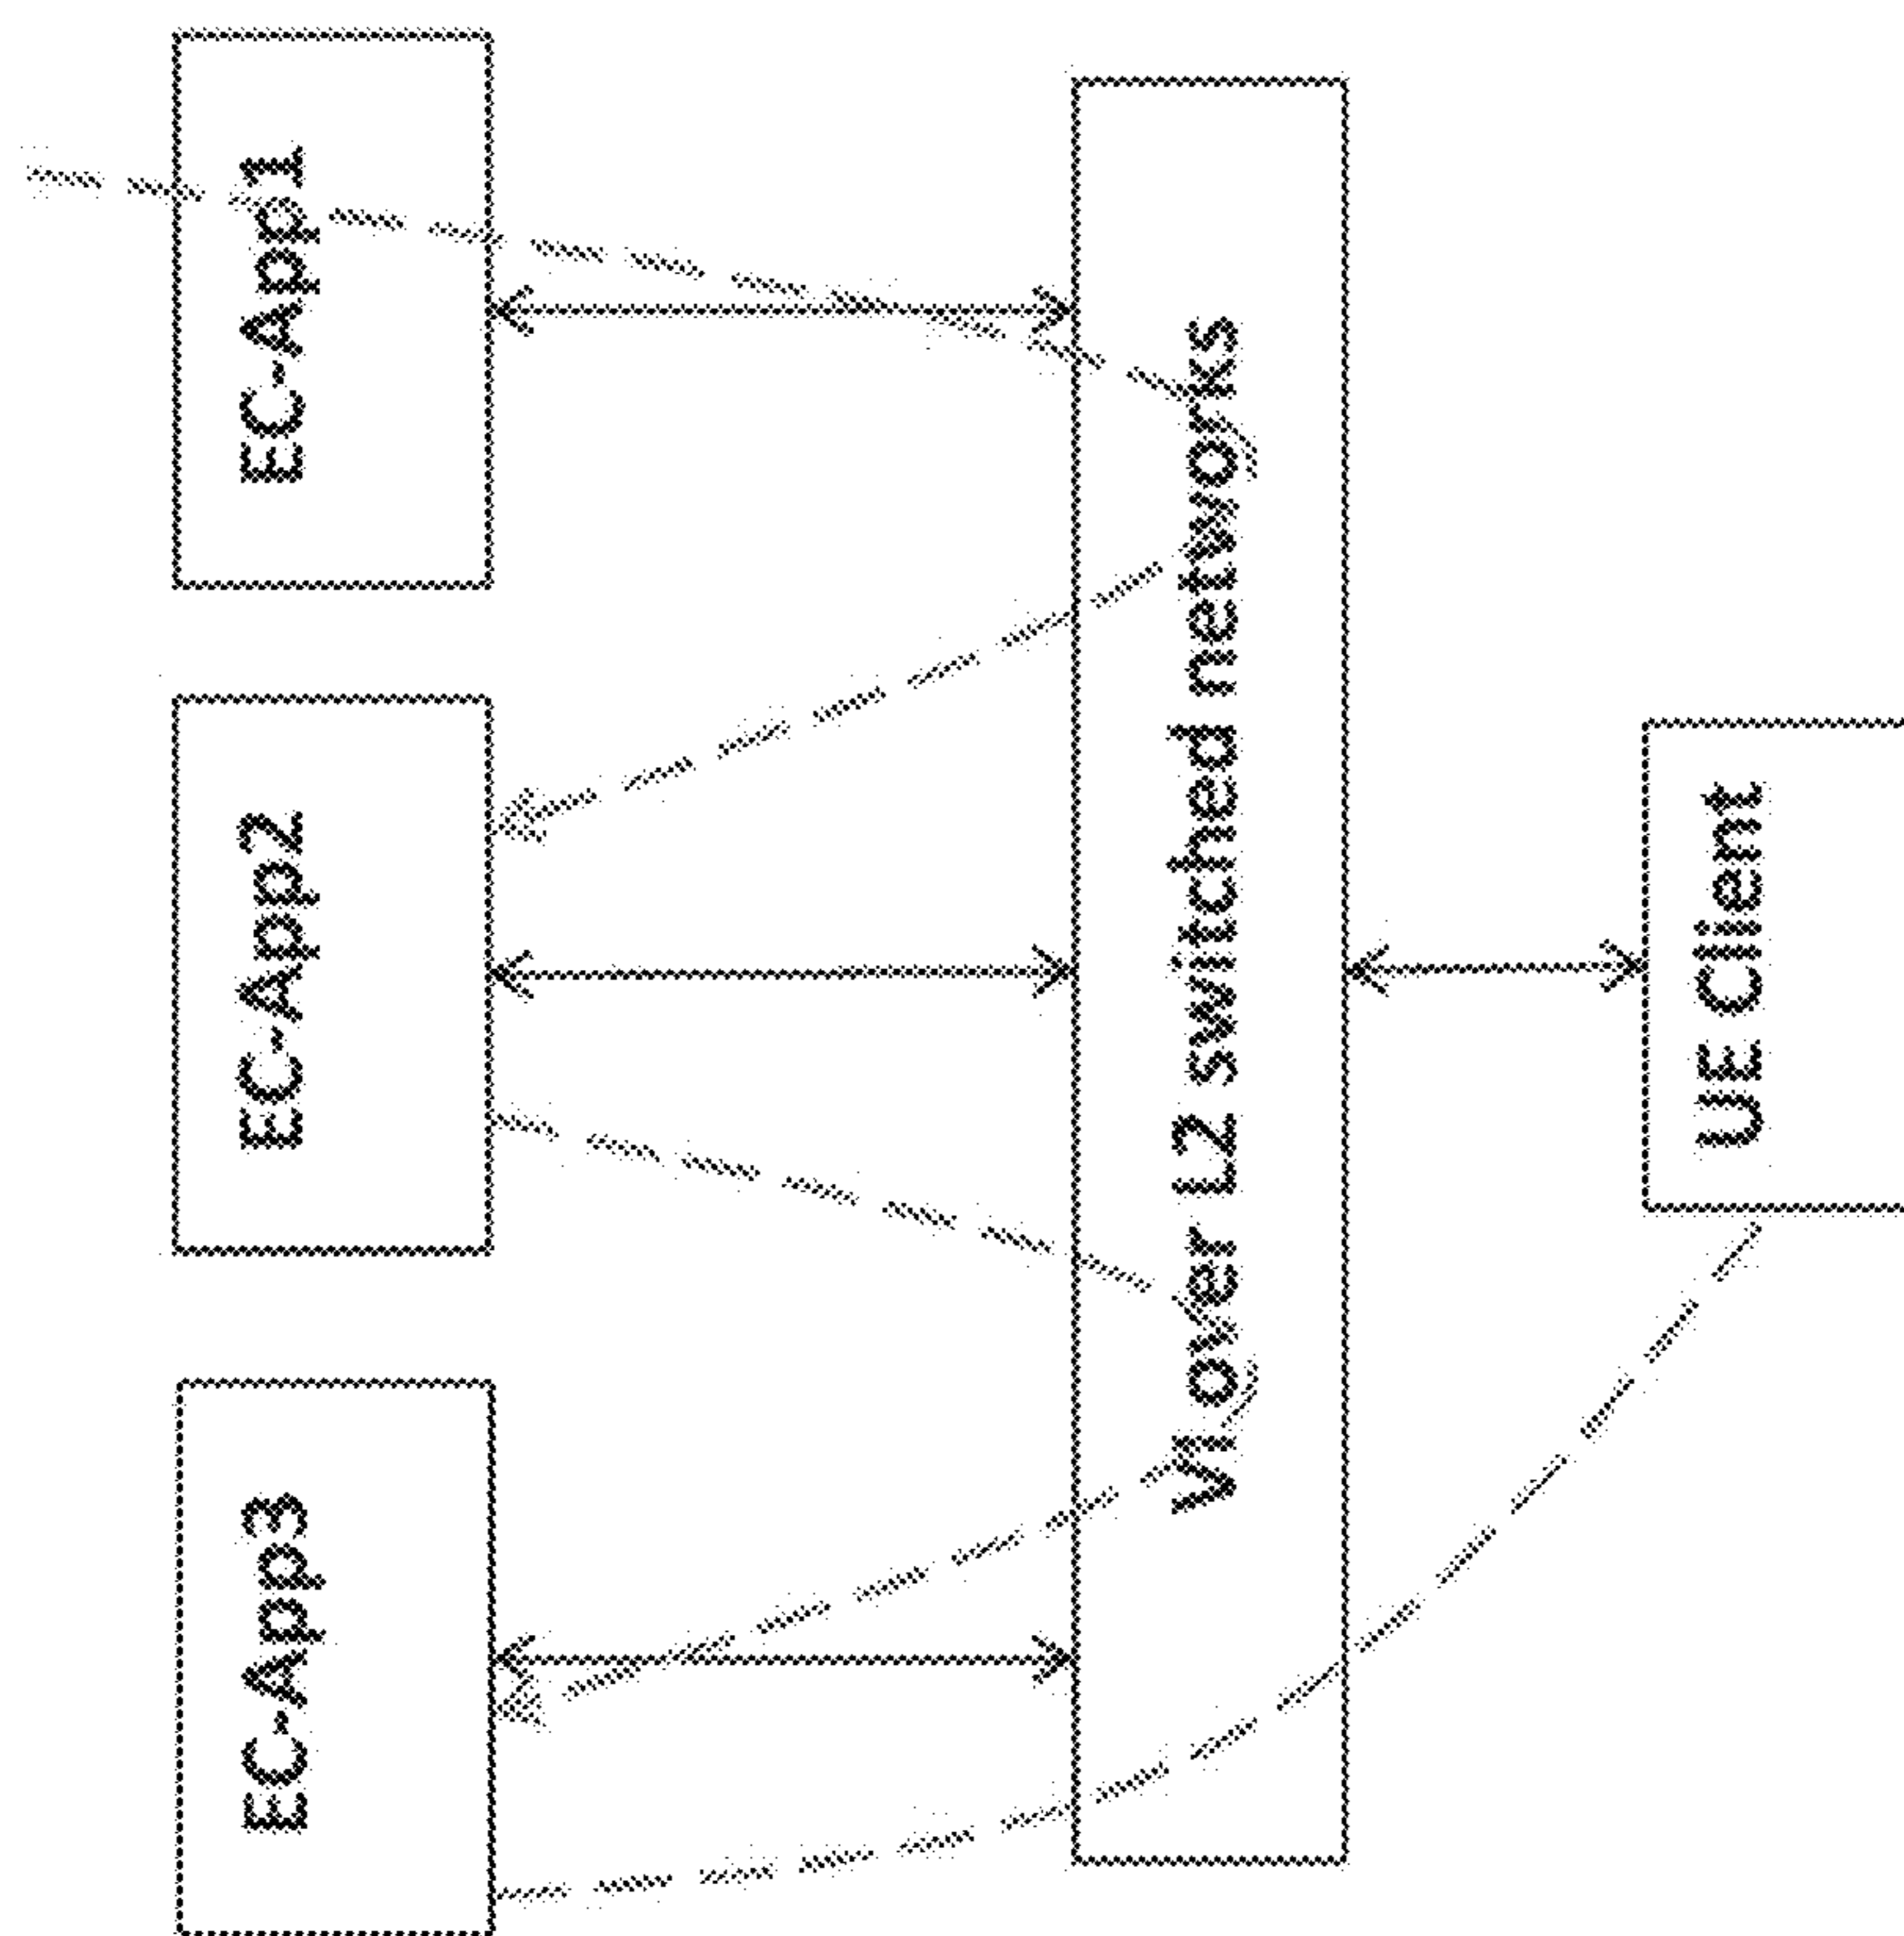 EC-App3
EC-App2
EC-App1
VI over L2 switched networks
UE Client